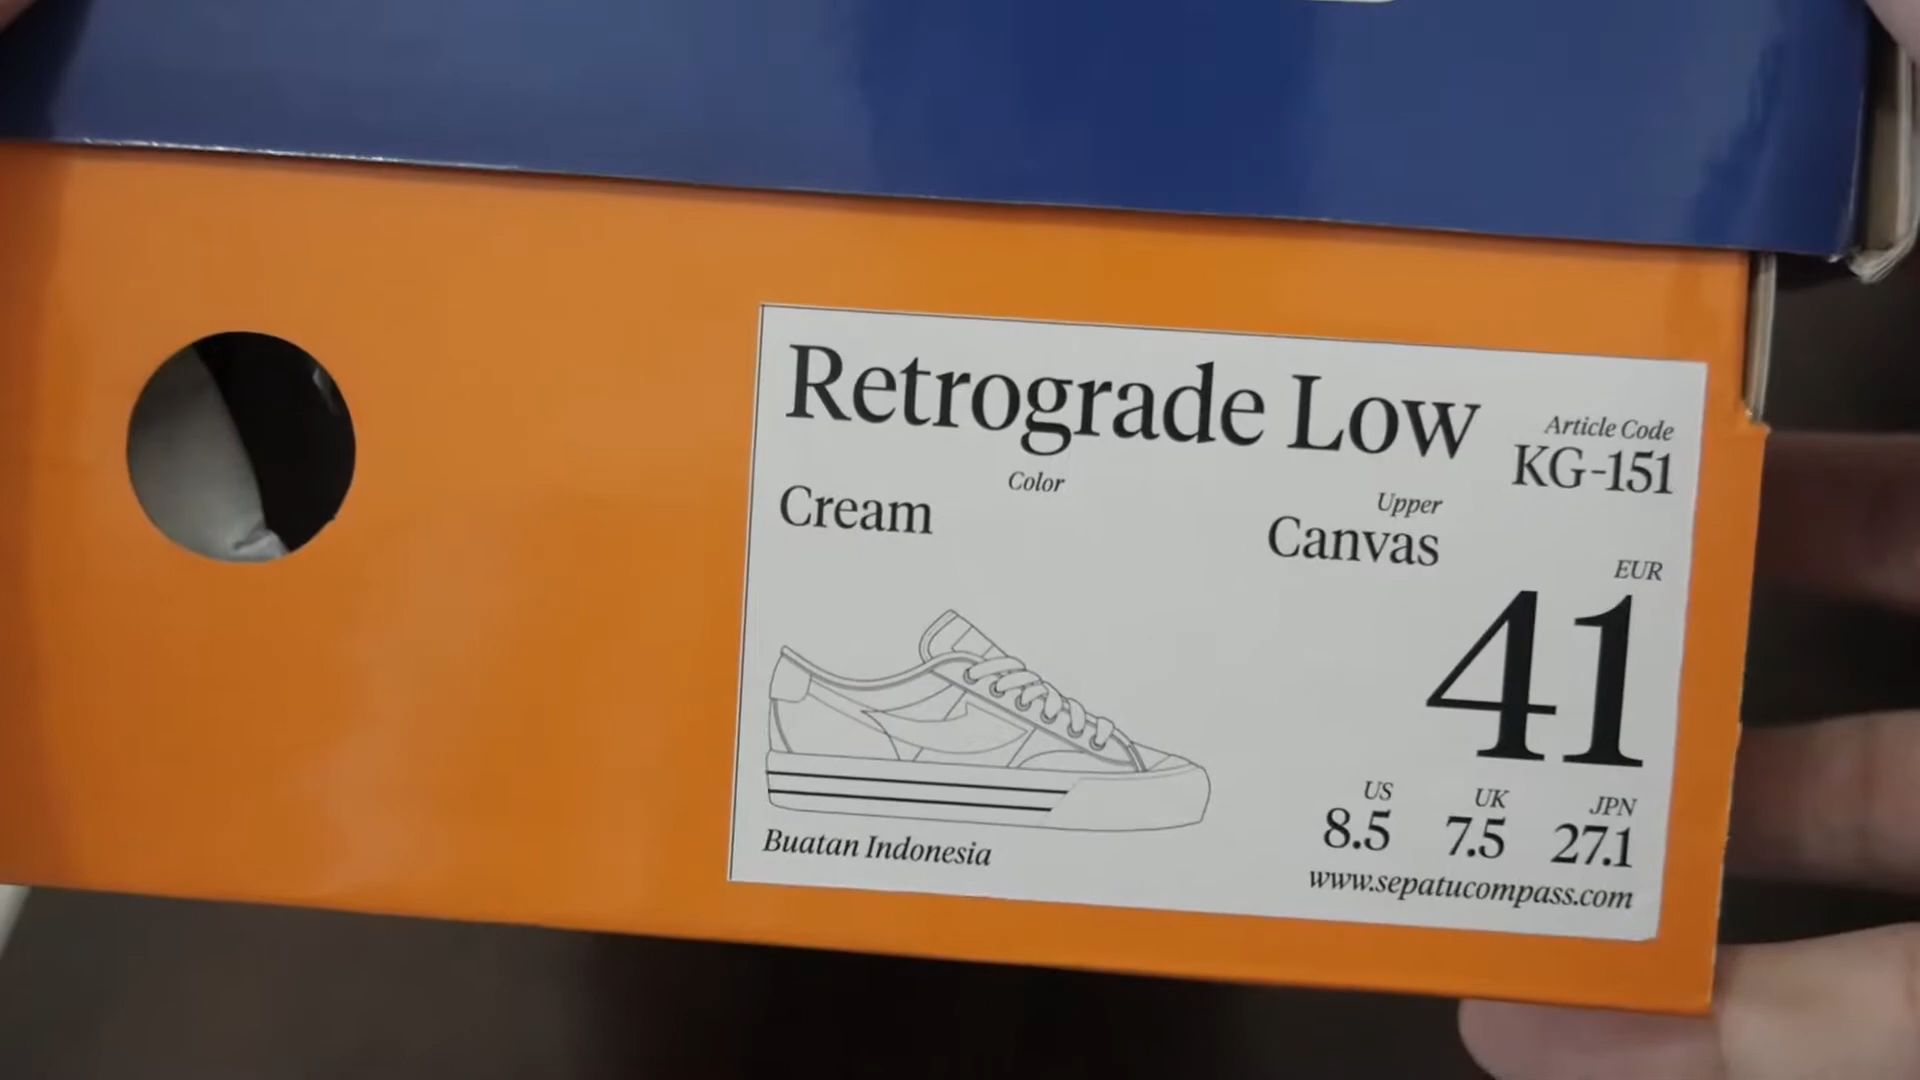 Retrograde Low
Article Code
KG-151
Color
Cream
Upper
Canvas
EUR
41
US UK JPN
8.5 7.5 27.1
Buatan Indonesia
www.sepatucompass.com